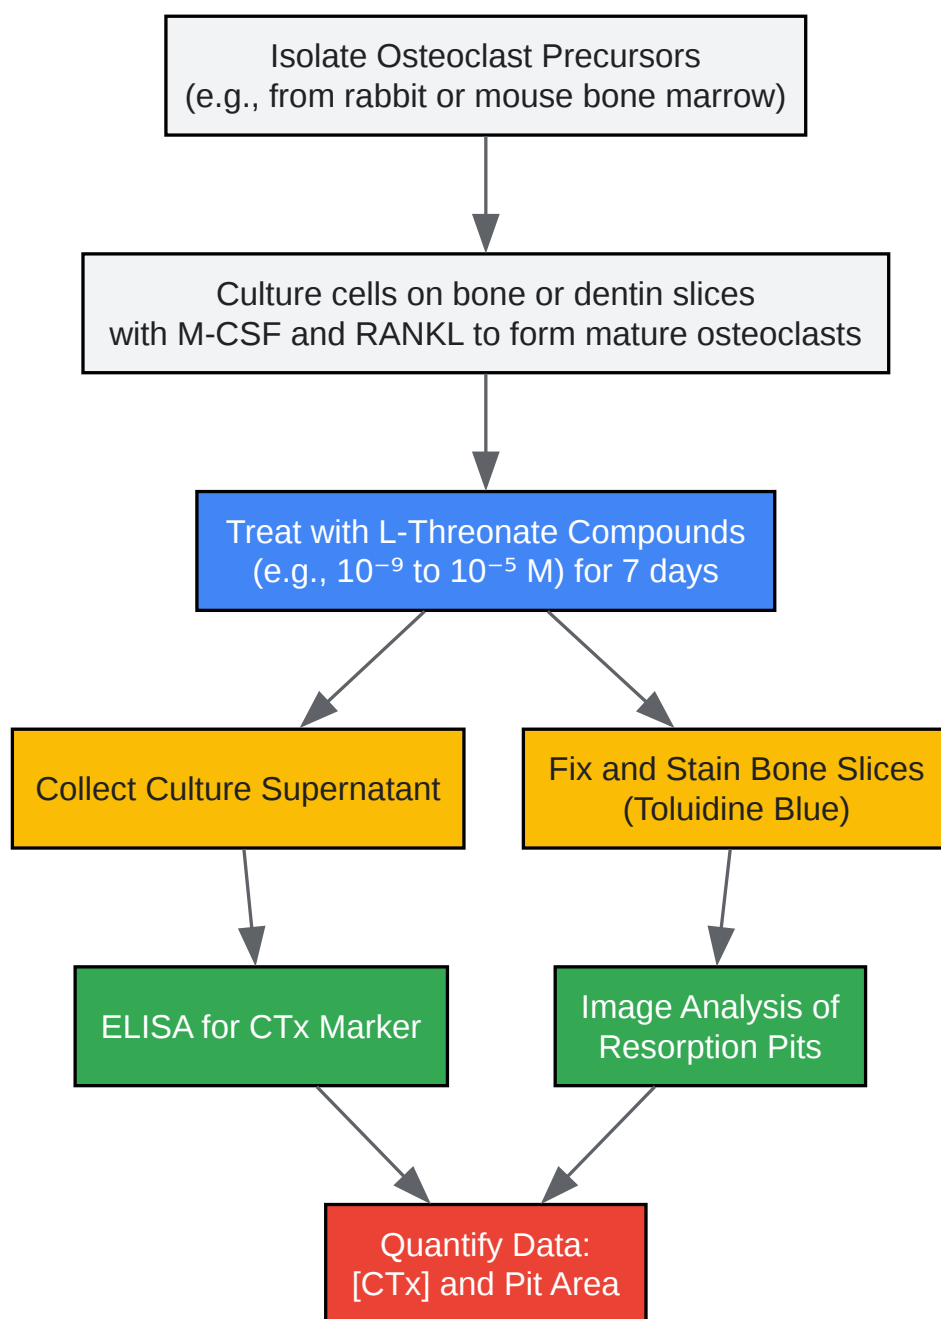 Isolate Osteoclast Precursors
(e.g., from rabbit or mouse bone marrow)
Culture cells on bone or dentin slices
with M-CSF and RANKL to form mature osteoclasts
Treat with L-Threonate Compounds
(e.g., 10⁻⁹ to 10⁻⁵ M) for 7 days
Collect Culture Supernatant
Fix and Stain Bone Slices
(Toluidine Blue)
ELISA for CTx Marker
Image Analysis of
Resorption Pits
Quantify Data:
[CTx] and Pit Area